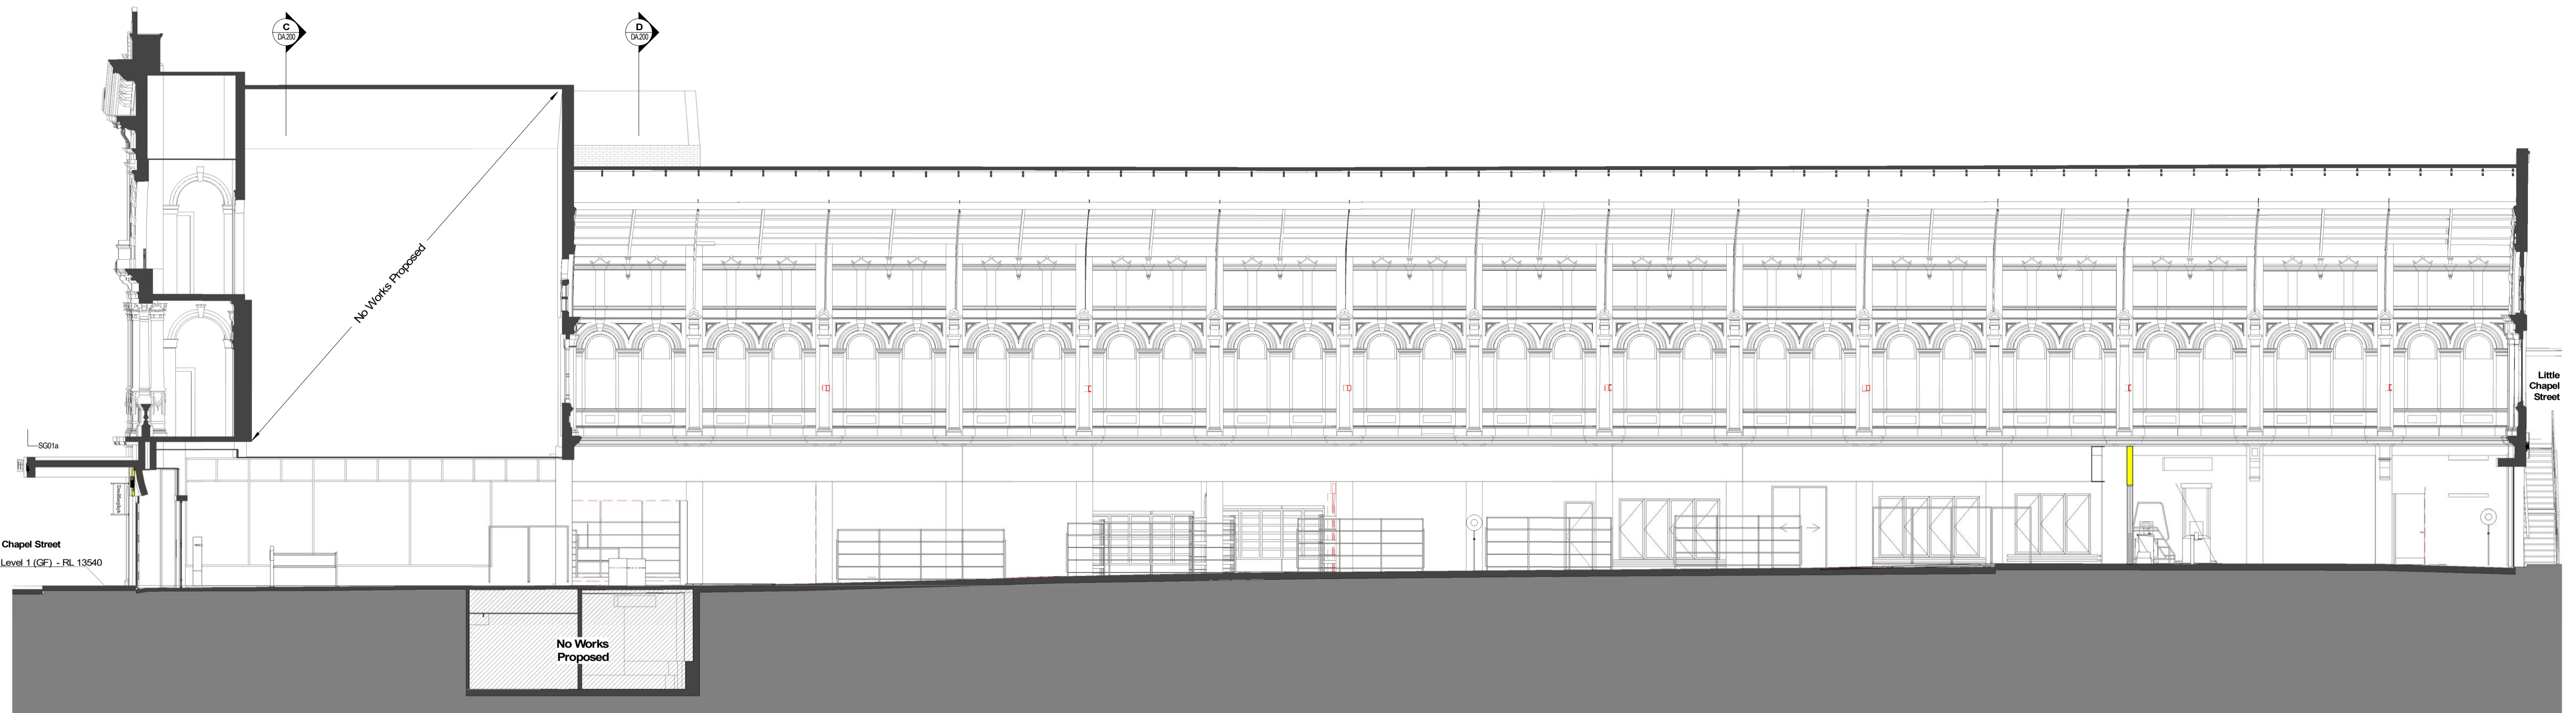 C
DA200
D
DA200
No Works Proposed
SG01a
Little
Chapel
Street
Chapel Street
Level 1 (GF) - RL 13540
No Works
Proposed